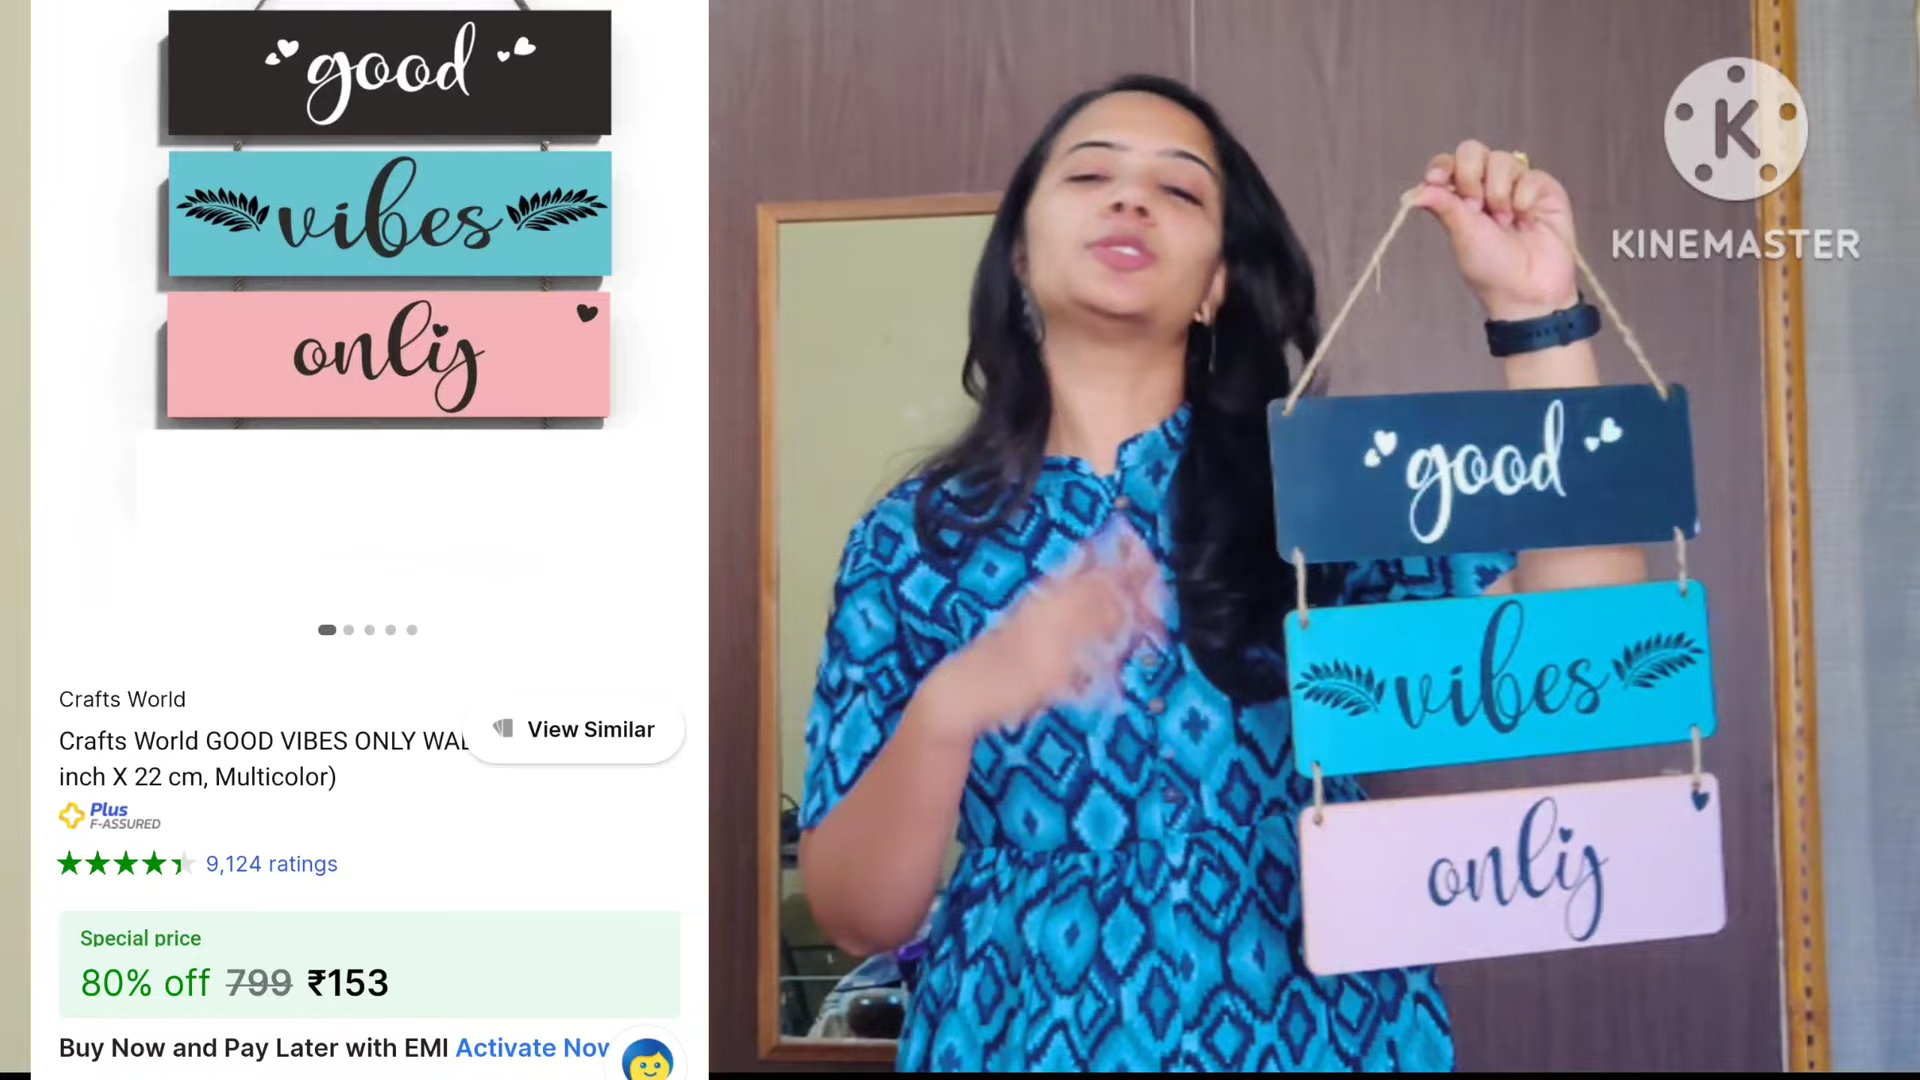 good
vibes
only
Crafts World
Crafts World GOOD VIBES ONLY
inch X 22 cm, Multicolor)
View Similar
Plus
F-ASSURED
9,124 ratings
Special price
80% off 799 ₹153
Buy Now and Pay Later with EMI Activate Now
K
KINEMASTER
good
vibes
only